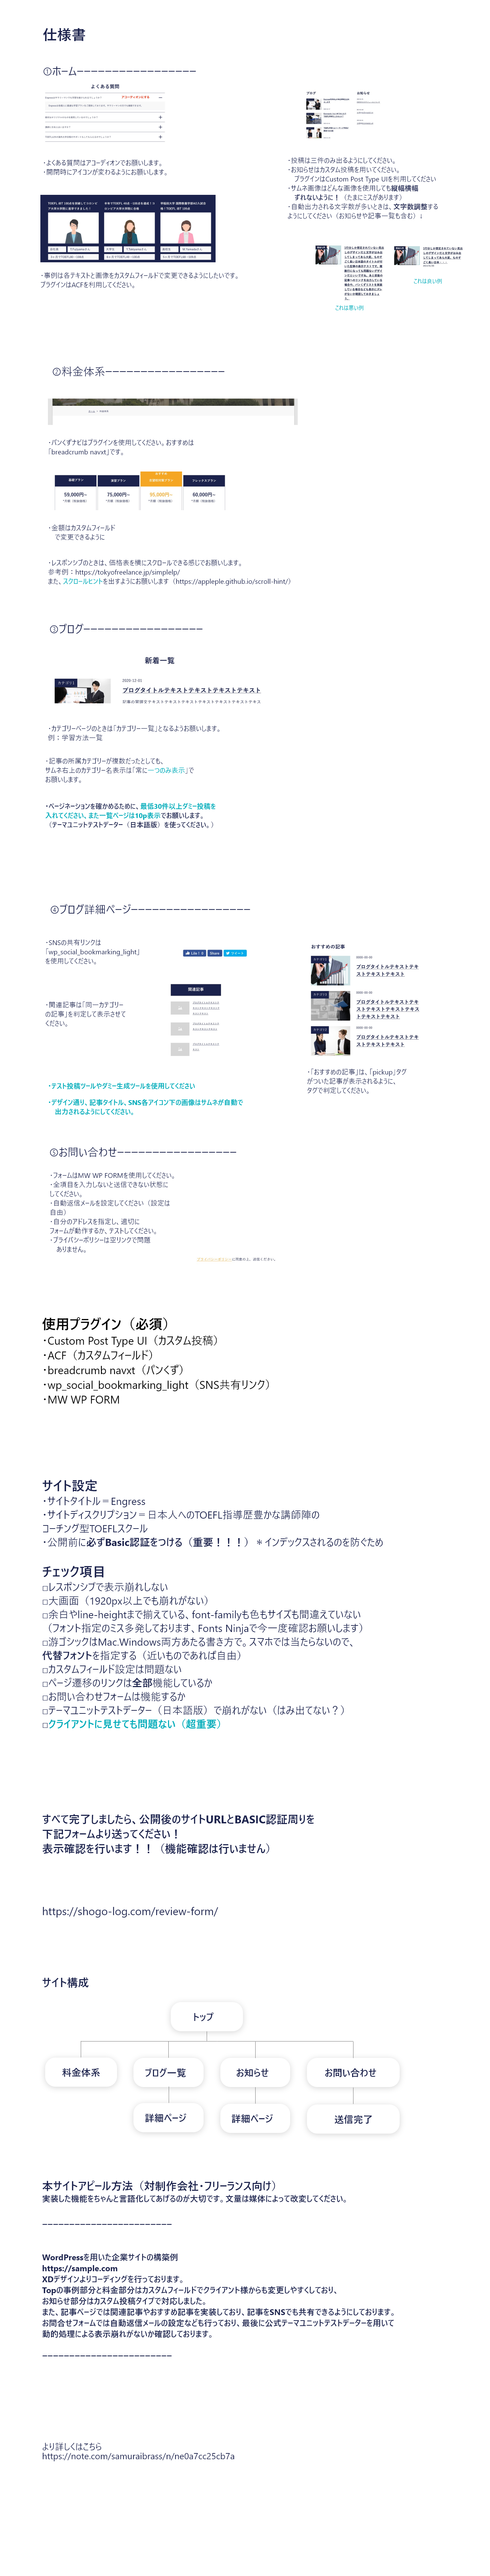 仕様書
①ホーム−−−−−−−−−−−−−−−−−
よくある質問
・よくある質問はアコーディオンでお願いします。
・開閉時にアイコンが変わるようにお願いします。
・事例は各テキストと画像をカスタムフィールドで変更できるようにしたいです。
プラグインはACFを利用してください。
ブログ
お知らせ
・投稿は三件のみ出るようにしてください。
・お知らせはカスタム投稿を用いてください。
プラグインはCustom Post Type UIを利用してください
・サムネ画像はどんな画像を使用しても縦幅横幅
ずれないように！（たまにミスがあります）
・自動出力される文字数が多いときは、文字数調整する
ようにしてください（お知らせや記事一覧も含む）↓
これは悪い例
これは良い例
②料金体系−−−−−−−−−−−−−−−−−
・パンくずナビはプラグインを使用してください。おすすめは
「breadcrumb navxt」です。
59,000円~
75,000円~
95,000円~
60,000円~
・金額はカスタムフィールド
で変更できるように
・レスポンシブのときは、価格表を横にスクロールできる感じでお願いします。
参考例：https://tokyofreelance.jp/simplelp/
また、スクロールヒントを出すようにお願いします（https://appleple.github.io/scroll-hint/）
③ブログ−−−−−−−−−−−−−−−−−
新着一覧
カテゴリ1
2020-12-01
ブログタイトルテキストテキストテキストテキスト
記事の冒頭文テキストテキストテキストテキストテキストテキストテキスト
・カテゴリーページのときは「カテゴリー一覧」となるようお願いします。
例：学習方法一覧
・記事の所属カテゴリーが複数だったとしても、
サムネ右上のカテゴリー名表示は「常に一つのみ表示」で
お願いします。
・ページネーションを確かめるために、最低30件以上ダミー投稿を
入れてください。また一覧ページは10p表示でお願いします。
（テーマユニットテストデーター（日本語版）を使ってください。）
④ブログ詳細ページ−−−−−−−−−−−−−−−−−
・SNSの共有リンクは
「wp_social_bookmarking_light」
を使用してください。
関連記事
・関連記事は「同一カテゴリー
の記事」を判定して表示させて
ください。
おすすめの記事
ブログタイトルテキストテキ
ストテキストテキスト
ブログタイトルテキストテキ
ストテキストテキストテキス
トテキストテキスト
ブログタイトルテキストテキ
ストテキストテキスト
・「おすすめの記事」は、「pickup」タグ
がついた記事が表示されるように。
タグで判定してください。
・テスト投稿ツールやダミー生成ツールを使用してください
・デザイン通り、記事タイトル、SNS各アイコン下の画像はサムネが自動で
出力されるようにしてください。
⑤お問い合わせ−−−−−−−−−−−−−−−−−
・フォームはMW WP FORMを使用してください。
・全項目を入力しないと送信できない状態に
してください。
・自動返信メールを設定してください（設定は
自由）
・自分のアドレスを指定し、適切に
フォームが動作するか、テストしてください。
・プライバシーポリシーは空リンクで問題
ありません。
プライバシーポリシーに同意の上、送信ください。
使用プラグイン（必須）
・Custom Post Type UI（カスタム投稿）
・ACF（カスタムフィールド）
・breadcrumb navxt（パンくず）
・wp_social_bookmarking_light（SNS共有リンク）
・MW WP FORM
サイト設定
・サイトタイトル＝Engress
・サイトディスクリプション＝日本人へのTOEFL指導歴豊かな講師陣の
コーチング型TOEFLスクール
・公開前に必ずBasic認証をつける（重要！！！）＊インデックスされるのを防ぐため
チェック項目
□レスポンシブで表示崩れしない
□大画面（1920px以上でも崩れがない）
□余白やline-heightまで揃えている、font-familyも色もサイズも間違えていない
（フォント指定のミス多発しております、Fonts Ninjaで今一度確認お願いします）
□游ゴシックはMac.Windows両方あたる書き方で。スマホでは当たらないので、
代替フォントを指定する（近いものであれば自由）
□カスタムフィールド設定は問題ない
□ページ遷移のリンクは全部機能しているか
□お問い合わせフォームは機能するか
□テーマユニットテストデーター（日本語版）で崩れがない（はみ出てない？）
□クライアントに見せても問題ない（超重要）
すべて完了しましたら、公開後のサイトURLとBASIC認証周りを
下記フォームより送ってください！
表示確認を行います！！（機能確認は行いません）
https://shogo-log.com/review-form/
サイト構成
トップ
料金体系
ブログ一覧
お知らせ
お問い合わせ
詳細ページ
詳細ページ
送信完了
本サイトアピール方法（対制作会社・フリーランス向け）
実装した機能をちゃんと言語化してあげるのが大切です。文量は媒体によって改変してください。
−−−−−−−−−−−−−−−−−−−−−−−−
WordPressを用いた企業サイトの構築例
https://sample.com
XDデザインよりコーディングを行っております。
Topの事例部分と料金部分はカスタムフィールドでクライアント様からも変更しやすくしており、
お知らせ部分はカスタム投稿タイプで対応しました。
また、記事ページでは関連記事やおすすめ記事を実装しており、記事をSNSでも共有できるようにしております。
お問合せフォームでは自動返信メールの設定なども行っており、最後に公式テーマユニットテストデーターを用いて
動的処理による表示崩れがないか確認しております。
−−−−−−−−−−−−−−−−−−−−−−−−
より詳しくはこちら
https://note.com/samuraibrass/n/ne0a7cc25cb7a